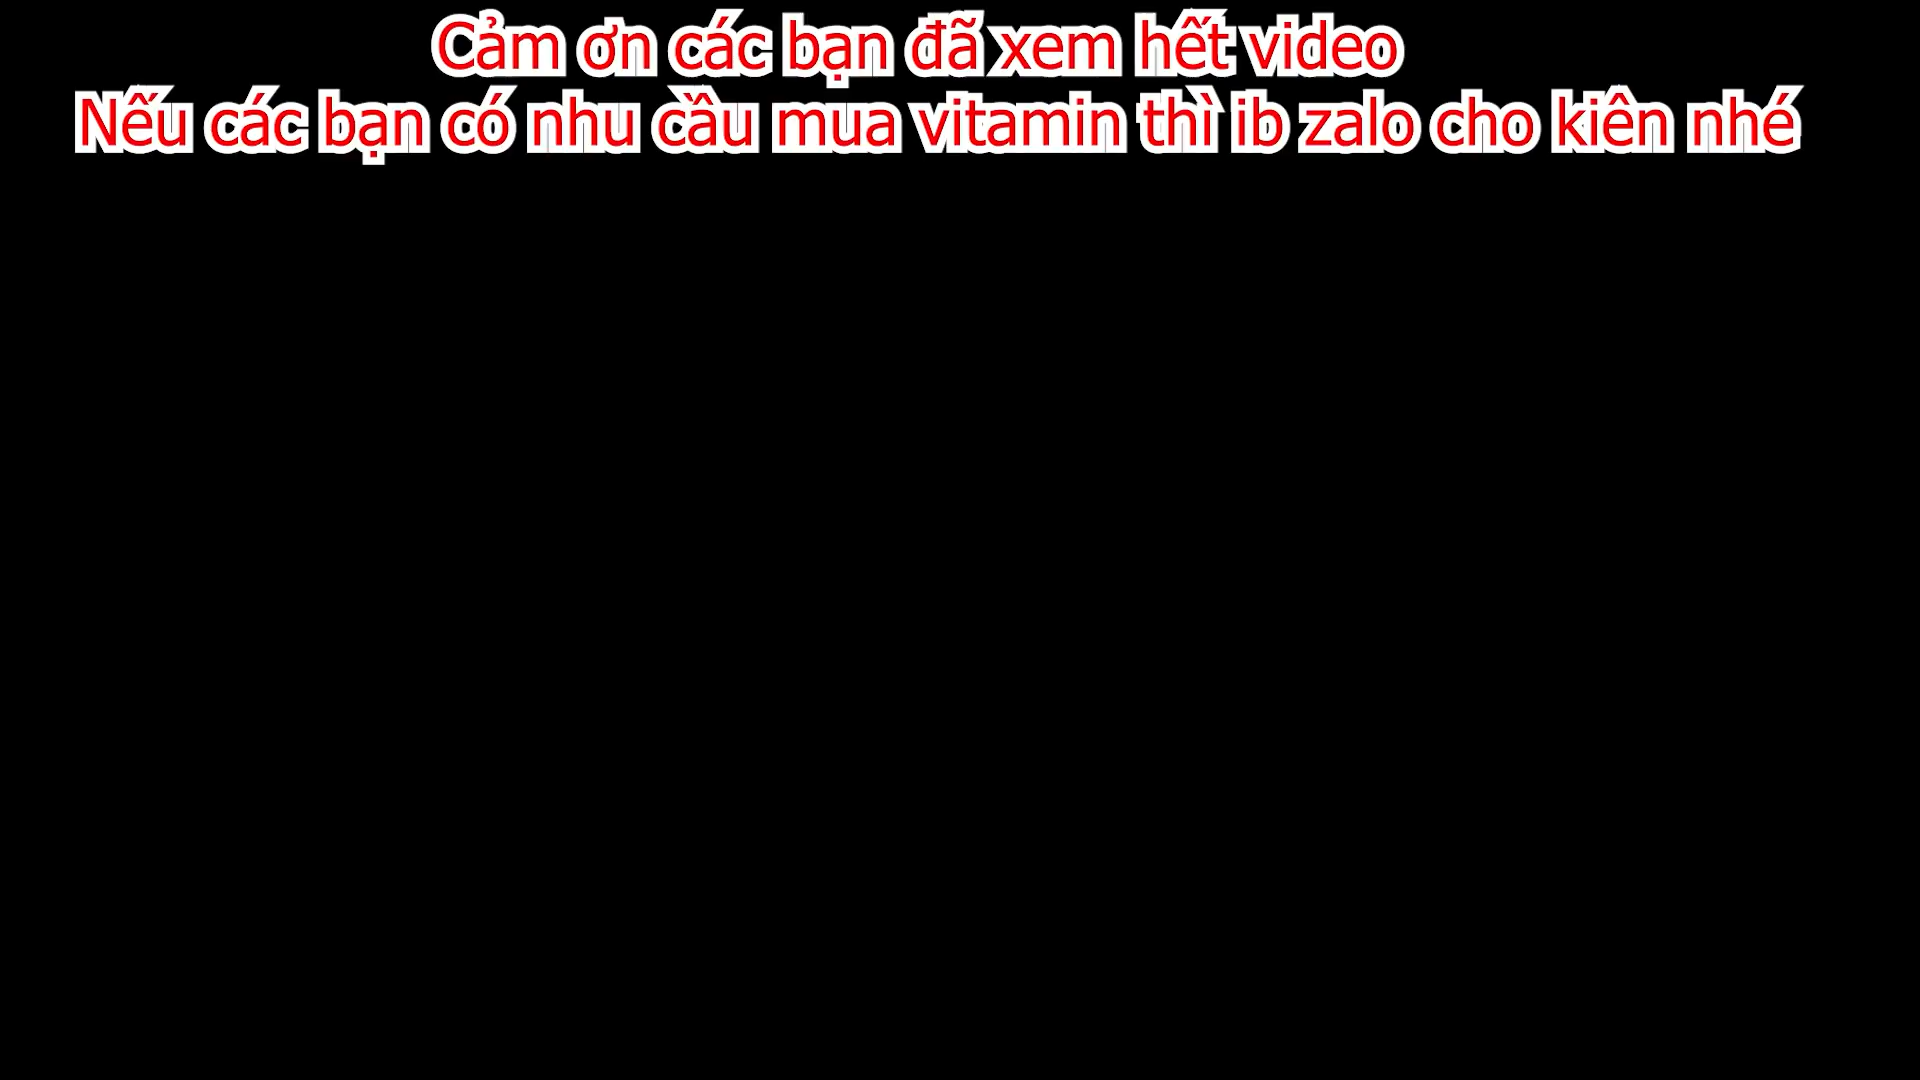 Cảm ơn các bạn đã xem hết video
Nếu các bạn có nhu cầu mua vitamin thì ib zalo cho kiên nhé